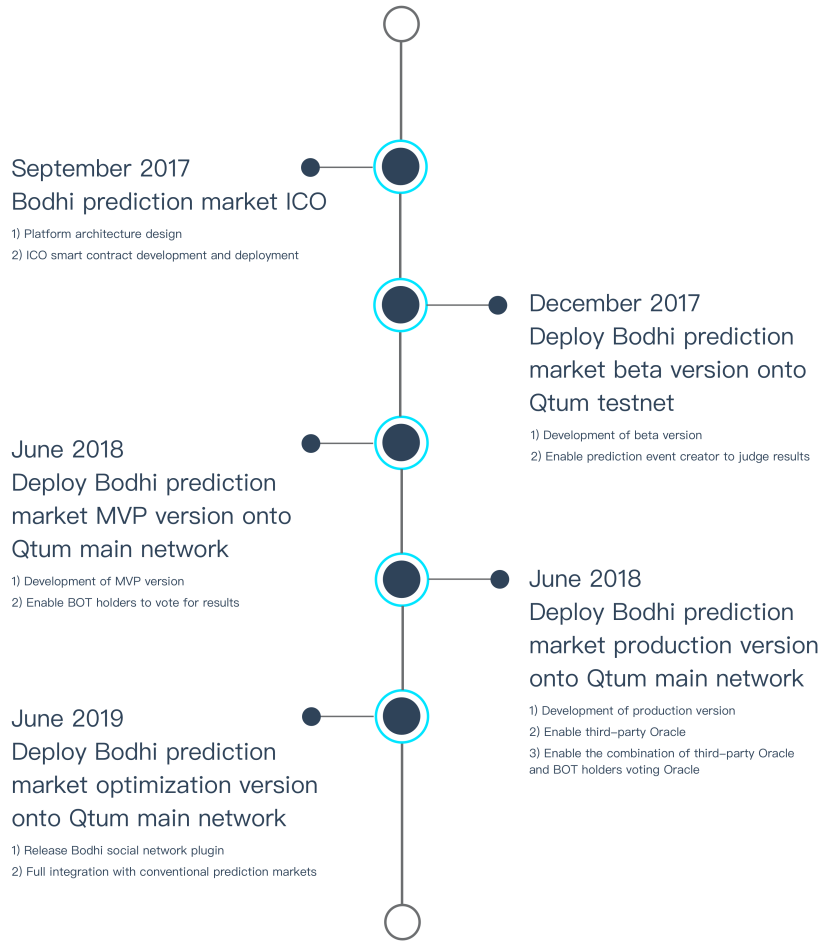 September 2017
Bodhi prediction market ICO
1) Platform architecture design
2) ICO smart contract development and deployment
December 2017
Deploy Bodhi prediction
market beta version onto
Qtum testnet
1) Development of beta version
2) Enable prediction event creator to judge results
June 2018
Deploy Bodhi prediction
market MVP version onto
Qtum main network
1) Development of MVP version
2) Enable BOT holders to vote for results
June 2018
Deploy Bodhi prediction
market production version
onto Qtum main network
1) Development of production version
2) Enable third-party Oracle
3) Enable the combination of third-party Oracle
and BOT holders voting Oracle
June 2019
Deploy Bodhi prediction
market optimization version
onto Qtum main network
1) Release Bodhi social network plugin
2) Full integration with conventional prediction markets